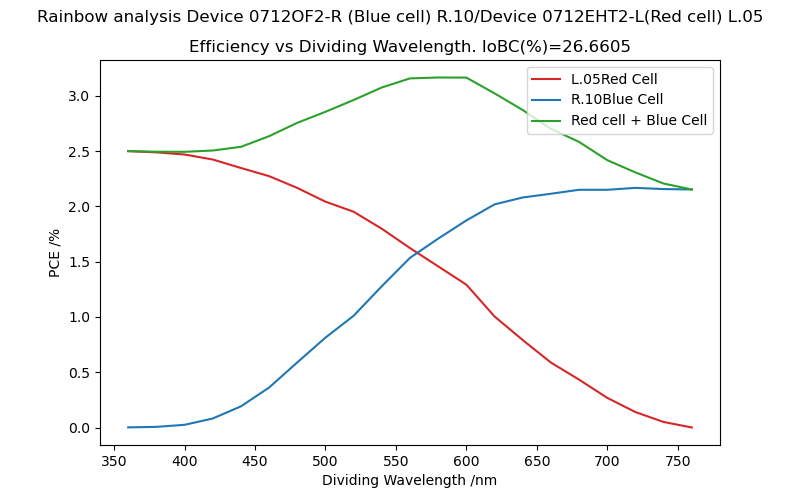 Rainbow analysis Device 0712OF2-R (Blue cell) R.10/Device 0712EHT2-L(Red cell) L.05
Efficiency vs Dividing Wavelength. IoBC(%)=26.6605
L.05Red Cell
R.10Blue Cell
Red cell + Blue Cell
PCE /%
3.0
2.5
2.0
1.5
1.0
0.5
0.0
350 400 450 500 550 600 650 700 750
Dividing Wavelength /nm